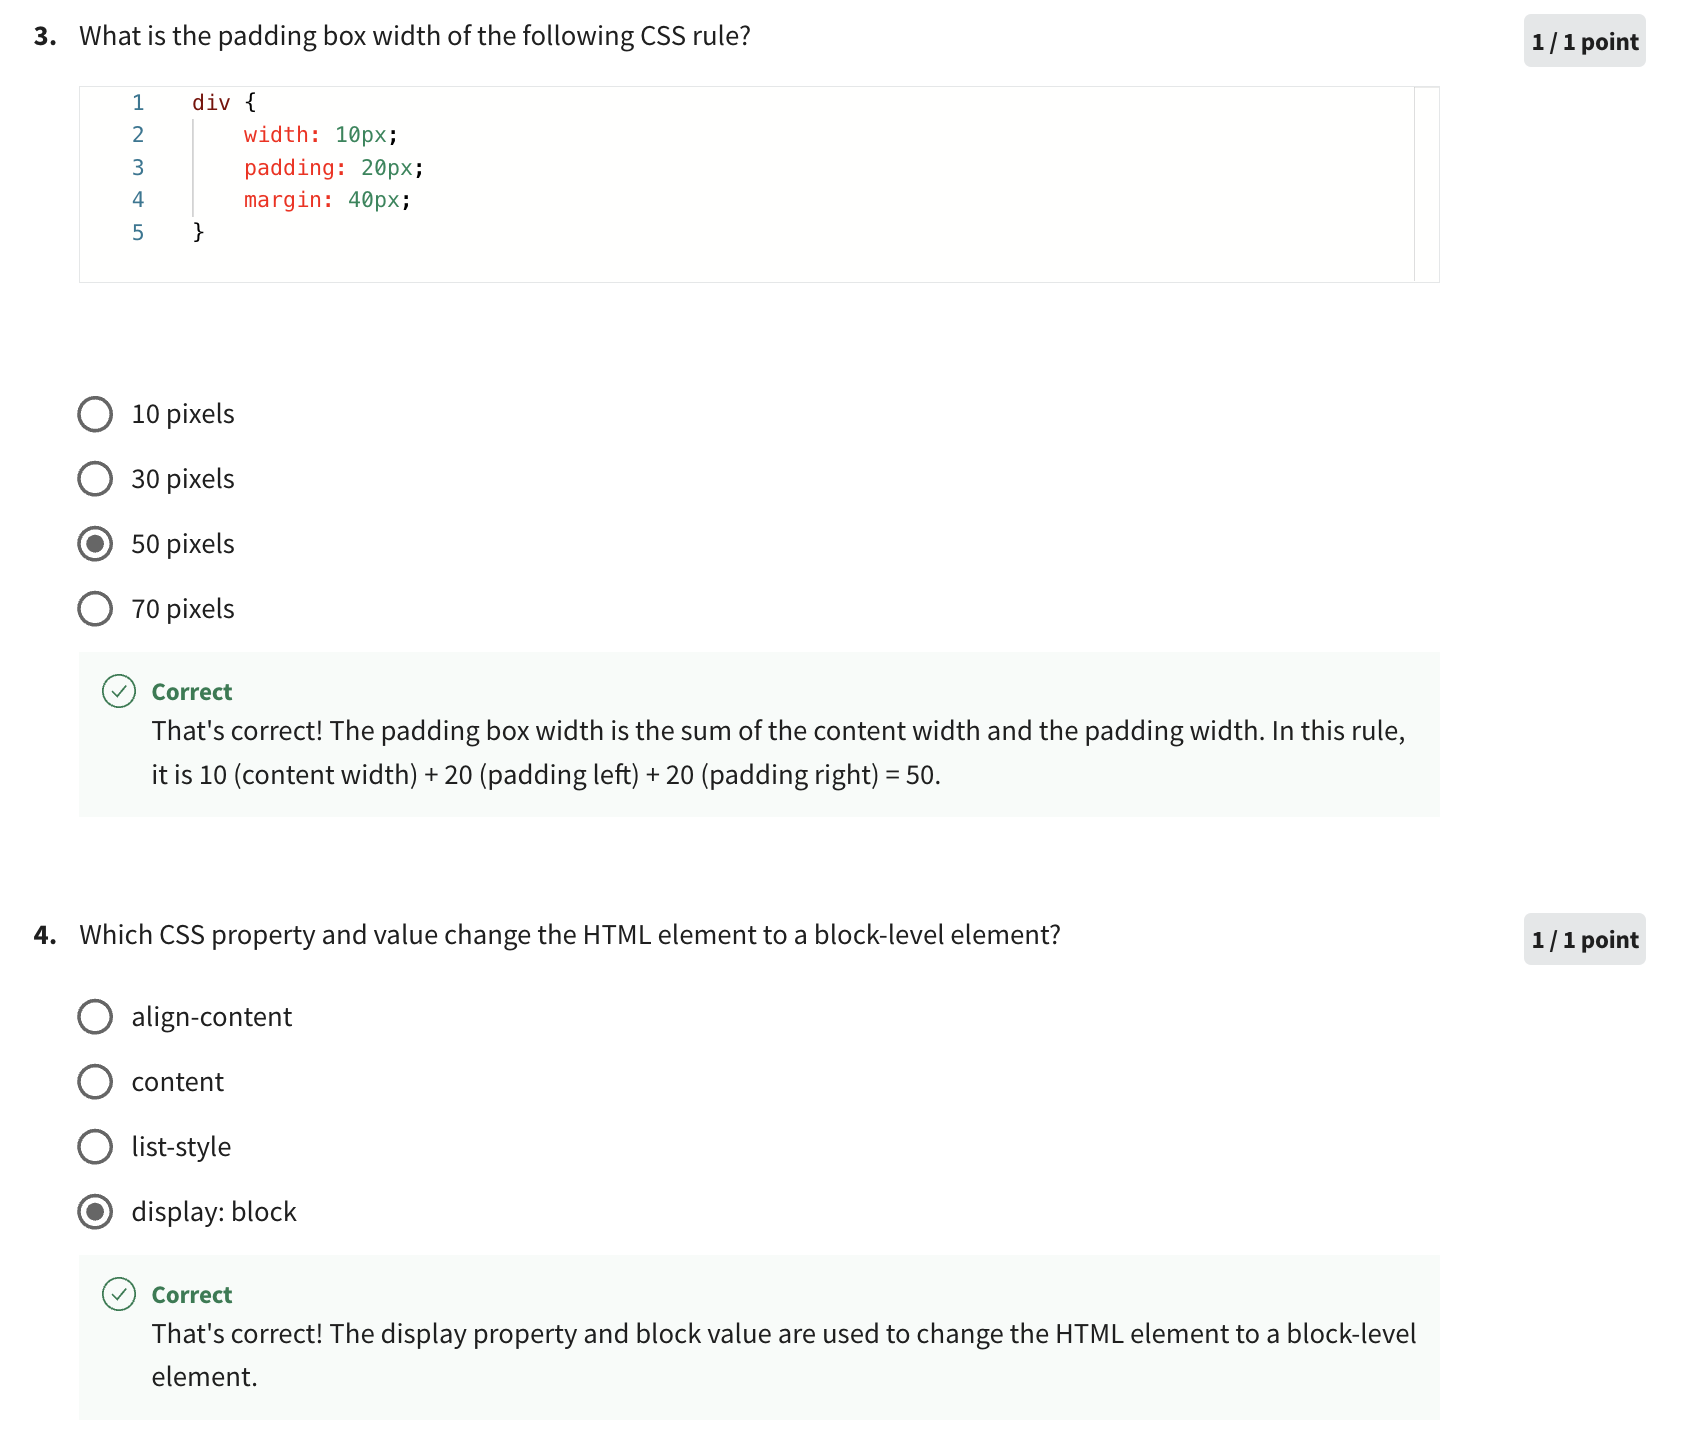 3. What is the padding box width of the following CSS rule?
1 / 1 point
1 div {
2 width: 10px;
3 padding: 20px;
4 margin: 40px;
5 }
10 pixels
30 pixels
50 pixels
70 pixels
Correct
That's correct! The padding box width is the sum of the content width and the padding width. In this rule,
it is 10 (content width) + 20 (padding left) + 20 (padding right) = 50.
4. Which CSS property and value change the HTML element to a block-level element?
1 / 1 point
align-content
content
list-style
display: block
Correct
That's correct! The display property and block value are used to change the HTML element to a block-level
element.